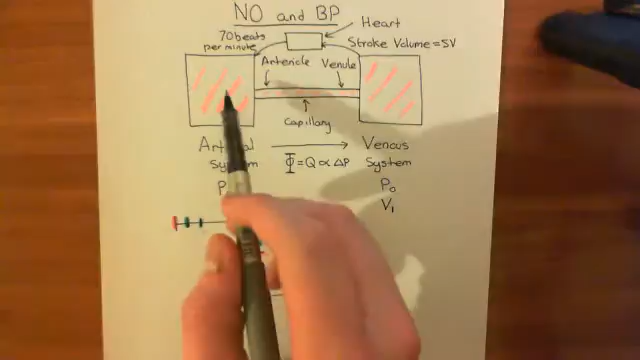 NO and BP
Heart
70 beats
per minute
Stroke Volume = SV
Arteriole Venule
Capillary
Venous
System
Φ = Q ∝ ΔP
P₀
V₁